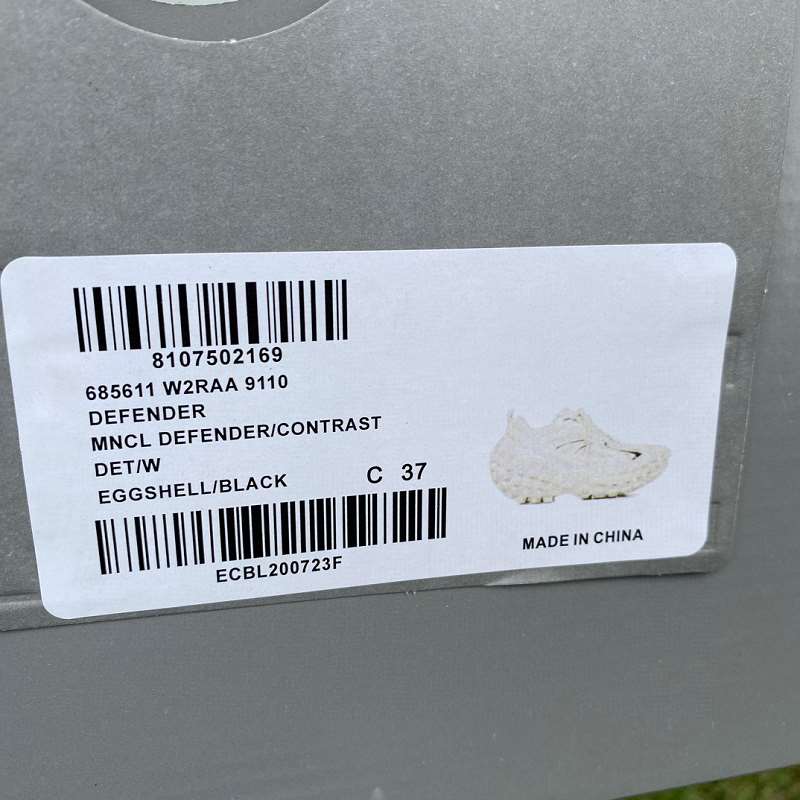 8107502169
685611 W2RAA 9110
DEFENDER
MNCL DEFENDER/CONTRAST
DET/W
EGGSHELL/BLACK C 37
ECBL200723F
MADE IN CHINA